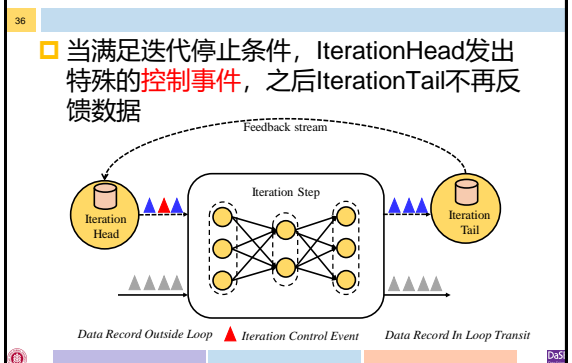 36
当满足迭代停止条件，IterationHead发出
特殊的控制事件，之后IterationTail不再反
馈数据
Feedback stream
Iteration Step
Iteration
Head
Iteration
Tail
Data Record Outside Loop
Iteration Control Event
Data Record In Loop Transit
DaSE